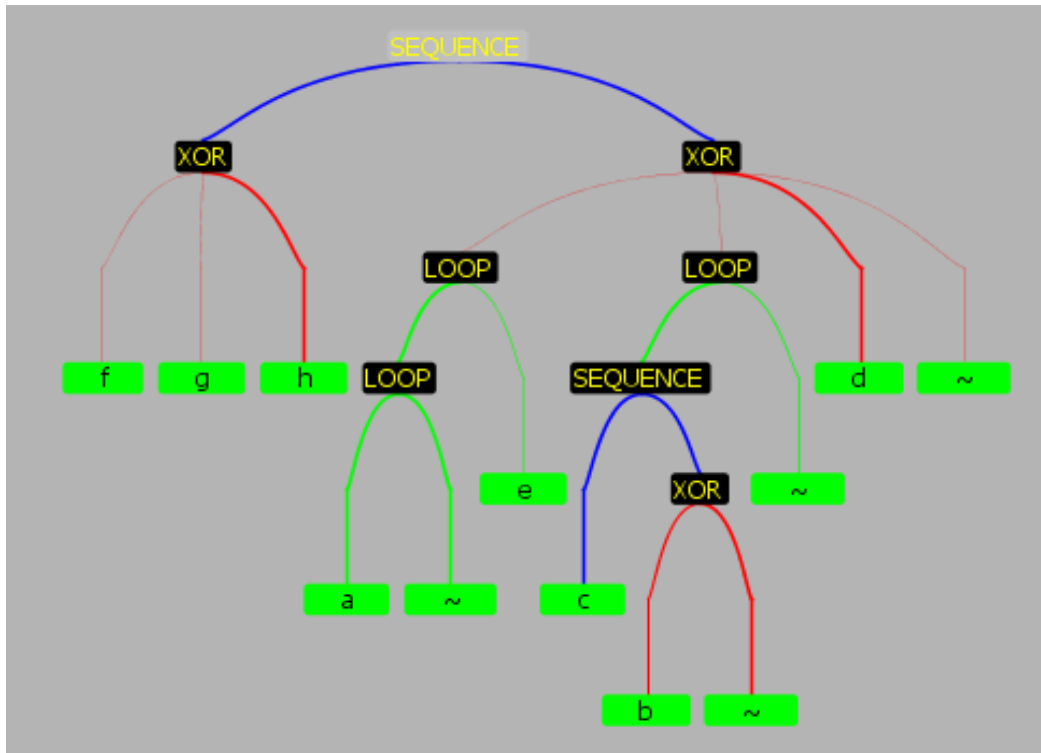 SEQUENCE
XOR XOR
LOOP LOOP
f g h LOOP SEQUENCE d ~
e XOR ~
a ~ c
b ~